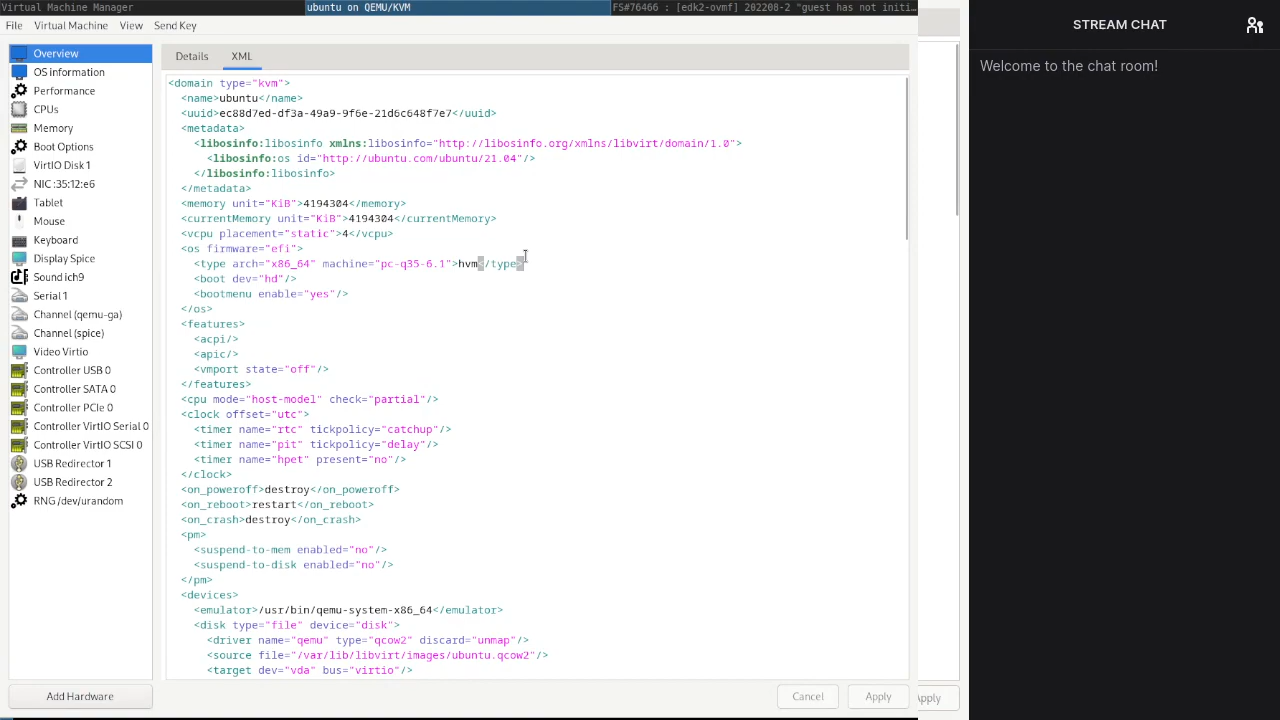 Virtual Machine Manager
ubuntu on QEMU/KVM
FS#76466 : [edk2-ovmf] 202208-2 "guest has not initi...
File Virtual Machine View Send Key
Overview
OS information
Performance
CPUs
Memory
Boot Options
VirtIO Disk 1
NIC :35:12:e6
Tablet
Mouse
Keyboard
Display Spice
Sound ich9
Serial 1
Channel (qemu-ga)
Channel (spice)
Video Virtio
Controller USB 0
Controller SATA 0
Controller PCIe 0
Controller VirtIO Serial 0
Controller VirtIO SCSI 0
USB Redirector 1
USB Redirector 2
RNG /dev/urandom
Add Hardware
Details XML
<domain type="kvm">
  <name>ubuntu</name>
  <uuid>ec88d7ed-df3a-49a9-9f6e-21d6c648f7e7</uuid>
  <metadata>
    <libosinfo:libosinfo xmlns:libosinfo="http://libosinfo.org/xmlns/libvirt/domain/1.0">
      <libosinfo:os id="http://ubuntu.com/ubuntu/21.04"/>
    </libosinfo:libosinfo>
  </metadata>
  <memory unit="KiB">4194304</memory>
  <currentMemory unit="KiB">4194304</currentMemory>
  <vcpu placement="static">4</vcpu>
  <os firmware="efi">
    <type arch="x86_64" machine="pc-q35-6.1">hvm</type>
    <boot dev="hd"/>
    <bootmenu enable="yes"/>
  </os>
  <features>
    <acpi/>
    <apic/>
    <vmport state="off"/>
  </features>
  <cpu mode="host-model" check="partial"/>
  <clock offset="utc">
    <timer name="rtc" tickpolicy="catchup"/>
    <timer name="pit" tickpolicy="delay"/>
    <timer name="hpet" present="no"/>
  </clock>
  <on_poweroff>destroy</on_poweroff>
  <on_reboot>restart</on_reboot>
  <on_crash>destroy</on_crash>
  <pm>
    <suspend-to-mem enabled="no"/>
    <suspend-to-disk enabled="no"/>
  </pm>
  <devices>
    <emulator>/usr/bin/qemu-system-x86_64</emulator>
    <disk type="file" device="disk">
      <driver name="qemu" type="qcow2" discard="unmap"/>
      <source file="/var/lib/libvirt/images/ubuntu.qcow2"/>
      <target dev="vda" bus="virtio"/>
Cancel Apply
pply
STREAM CHAT
Welcome to the chat room!